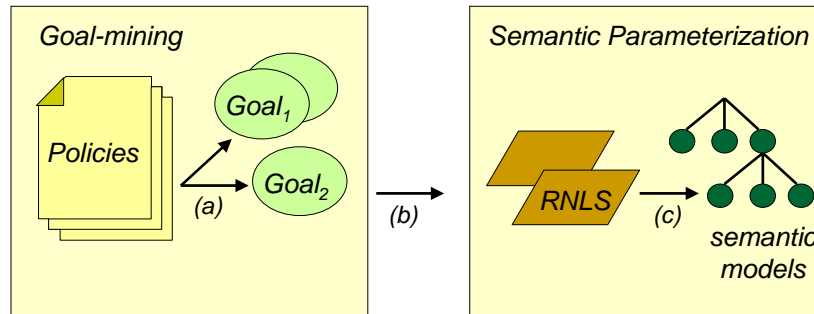 Goal-mining
Policies
Goal1
Goal2
(a)
(b)
Semantic Parameterization
RNLS
(c)
semantic
models